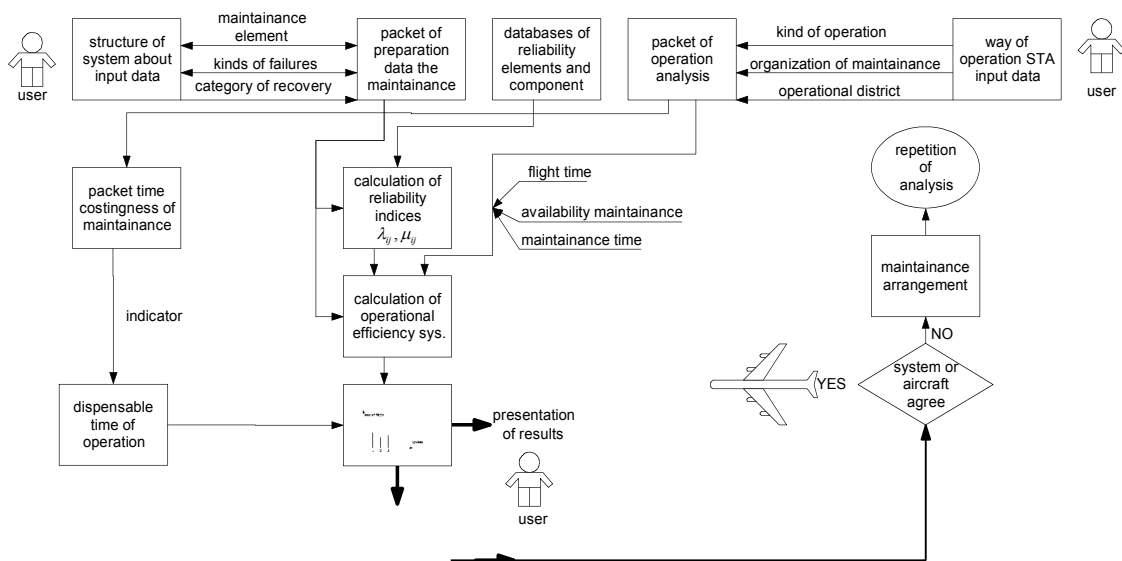 user
structure of
system about
input data
maintainance
element
kinds of failures
category of recovery
packet of
preparation
data the
maintainance
databases of
reliability
elements and
component
packet of
operation
analysis
kind of operation
organization of maintainance
operational district
way of
operation STA
input data
user
packet time
costingness of
maintainance
calculation of
reliability
indices
λij, μij
flight time
availability maintainance
maintainance time
repetition
of
analysis
maintainance
arrangement
indicator
calculation of
operational
efficiency sys.
NO
YES
system or
aircraft
agree
dispensable
time of
operation
presentation
of results
user